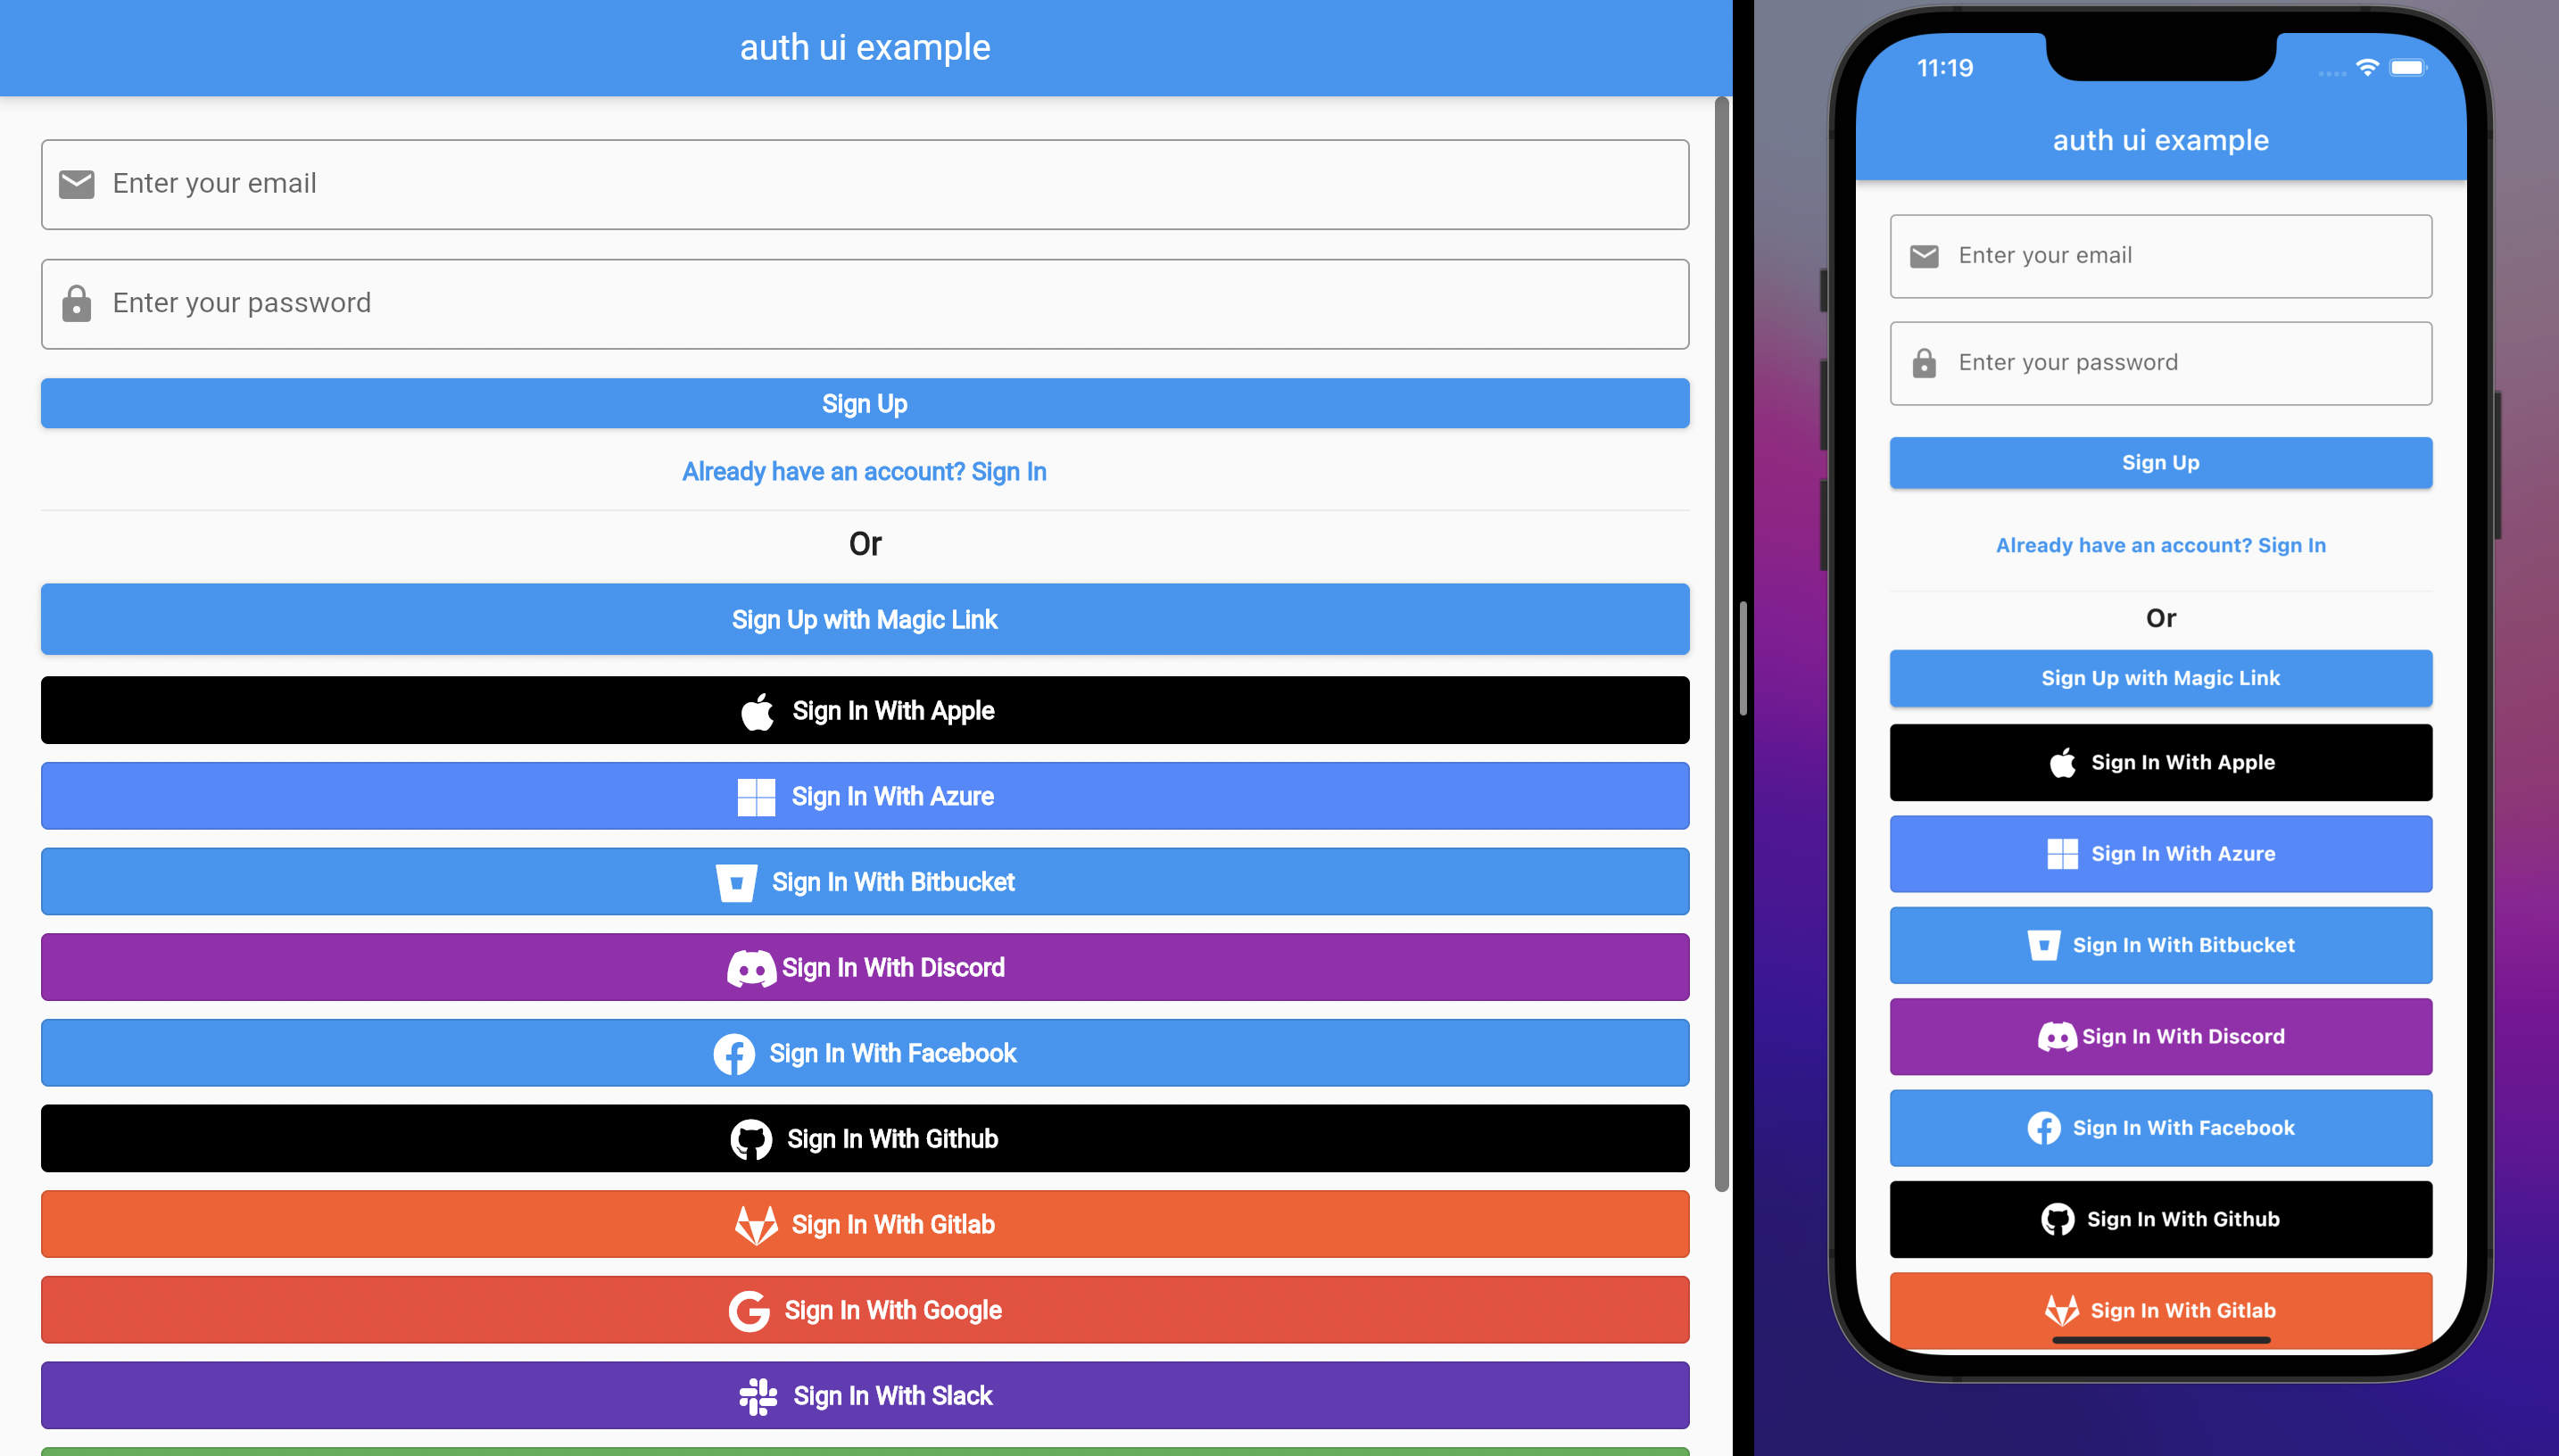 auth ui example
Enter your email
Enter your password
Sign Up
Already have an account? Sign In
Or
Sign Up with Magic Link
Sign In With Apple
Sign In With Azure
Sign In With Bitbucket
Sign In With Discord
Sign In With Facebook
Sign In With Github
Sign In With Gitlab
Sign In With Google
Sign In With Slack
11:19
auth ui example
Enter your email
Enter your password
Sign Up
Already have an account? Sign In
Or
Sign Up with Magic Link
Sign In With Apple
Sign In With Azure
Sign In With Bitbucket
Sign In With Discord
Sign In With Facebook
Sign In With Github
Sign In With Gitlab